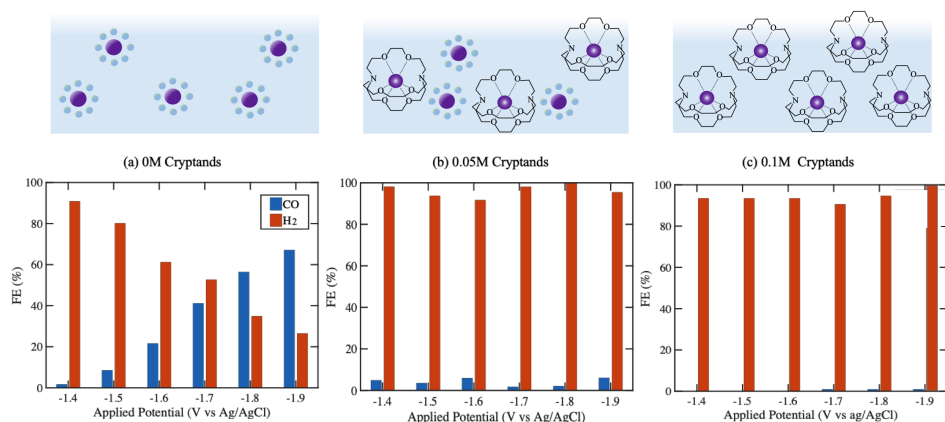 N
O
O
O
O
O
O
N
N
O
O
O
O
O
O
N
N
O
O
O
O
O
O
N
(a) 0M Cryptands
(b) 0.05M Cryptands
(c) 0.1M Cryptands
100
80
60
40
20
0
FE (%)
CO
H2
-1.4 -1.5 -1.6 -1.7 -1.8 -1.9
Applied Potential (V vs Ag/AgCl)
100
80
60
40
20
0
FE (%)
-1.4 -1.5 -1.6 -1.7 -1.8 -1.9
Applied Potential (V vs Ag/AgCl)
100
80
60
40
20
0
FE (%)
-1.4 -1.5 -1.6 -1.7 -1.8 -1.9
Applied Potential (V vs ag/AgCl)